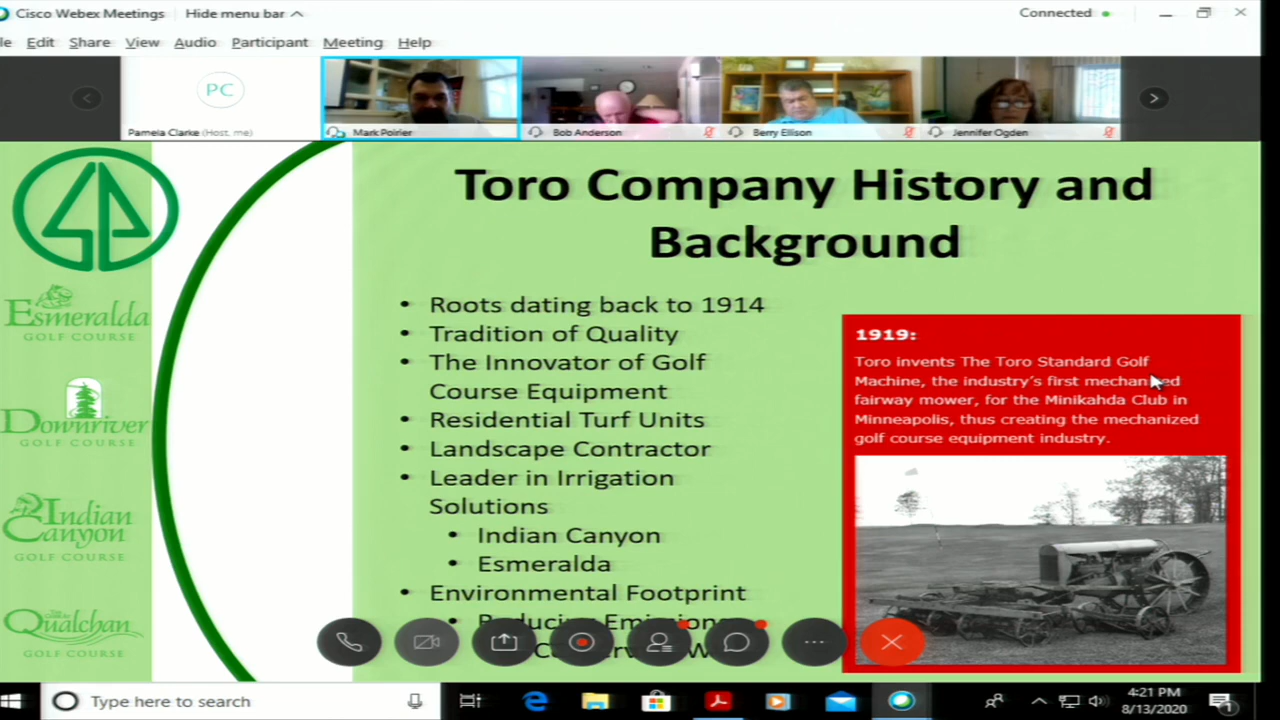 Cisco Webex Meetings Hide menu bar Connected
Edit Share View Audio Participant Meeting Help
PC
Pamela Clarke (Host, me) Mark Poirier Bob Anderson Berry Ellison Jennifer Ogden
Toro Company History and
Background
Esmeralda
GOLF COURSE
Downriver
GOLF COURSE
Indian
Canyon
GOLF COURSE
Qualchan
GOLF COURSE
• Roots dating back to 1914
• Tradition of Quality
• The Innovator of Golf
Course Equipment
• Residential Turf Units
• Landscape Contractor
• Leader in Irrigation
Solutions
• Indian Canyon
• Esmeralda
• Environmental Footprint
• Reducing Emissions
1919:
Toro invents The Toro Standard Golf
Machine, the industry's first mechanized
fairway mower, for the Minikahda Club in
Minneapolis, thus creating the mechanized
golf course equipment industry.
Type here to search
4:21 PM
8/13/2020
1